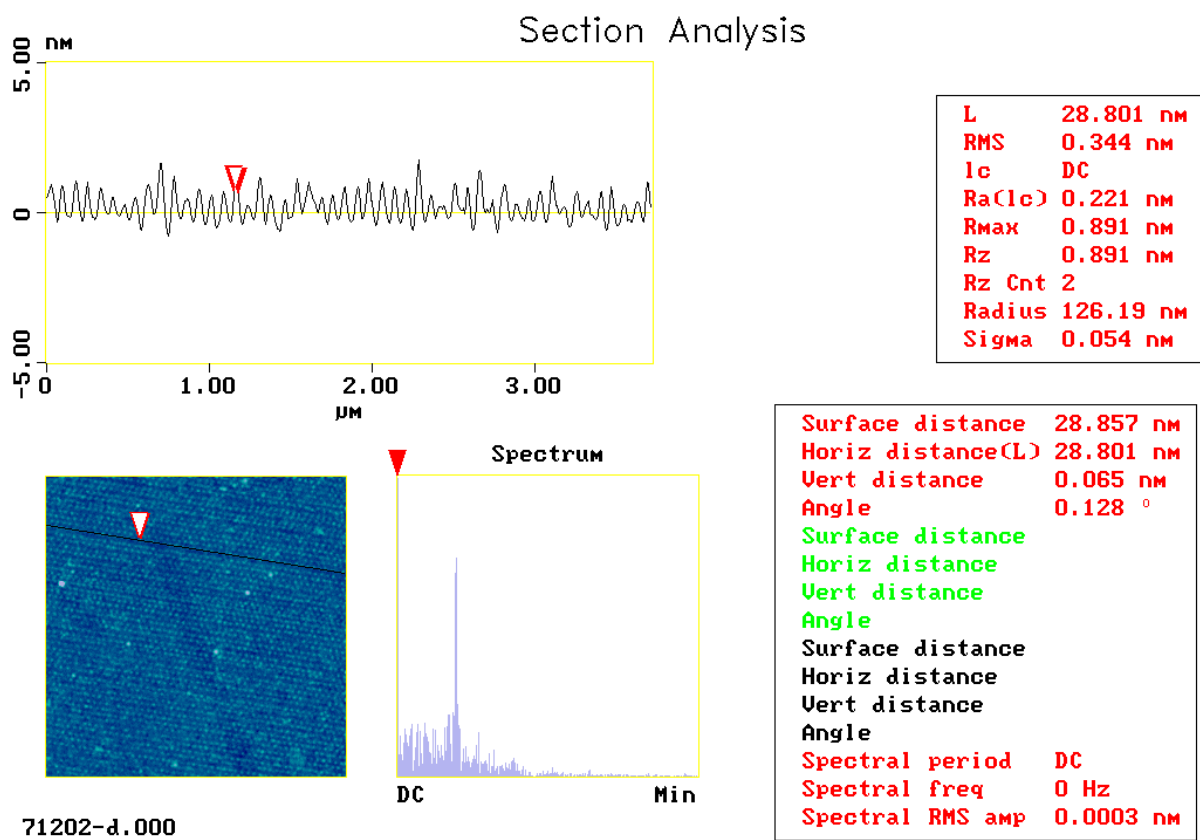 Section Analysis
nM
5.00
0
-5.00
0 1.00 2.00 3.00
µM
L 28.801 nM
RMS 0.344 nM
lc DC
Ra(lc) 0.221 nM
RMax 0.891 nM
Rz 0.891 nM
Rz Cnt 2
Radius 126.19 nM
SigMa 0.054 nM
Surface distance 28.857 nM
Horiz distance(L) 28.801 nM
Vert distance 0.065 nM
Angle 0.128 °
Surface distance
Horiz distance
Vert distance
Angle
Surface distance
Horiz distance
Vert distance
Angle
Spectral period DC
Spectral freq 0 Hz
Spectral RMS aMp 0.0003 nM
SpectruM
DC Min
71202-d.000